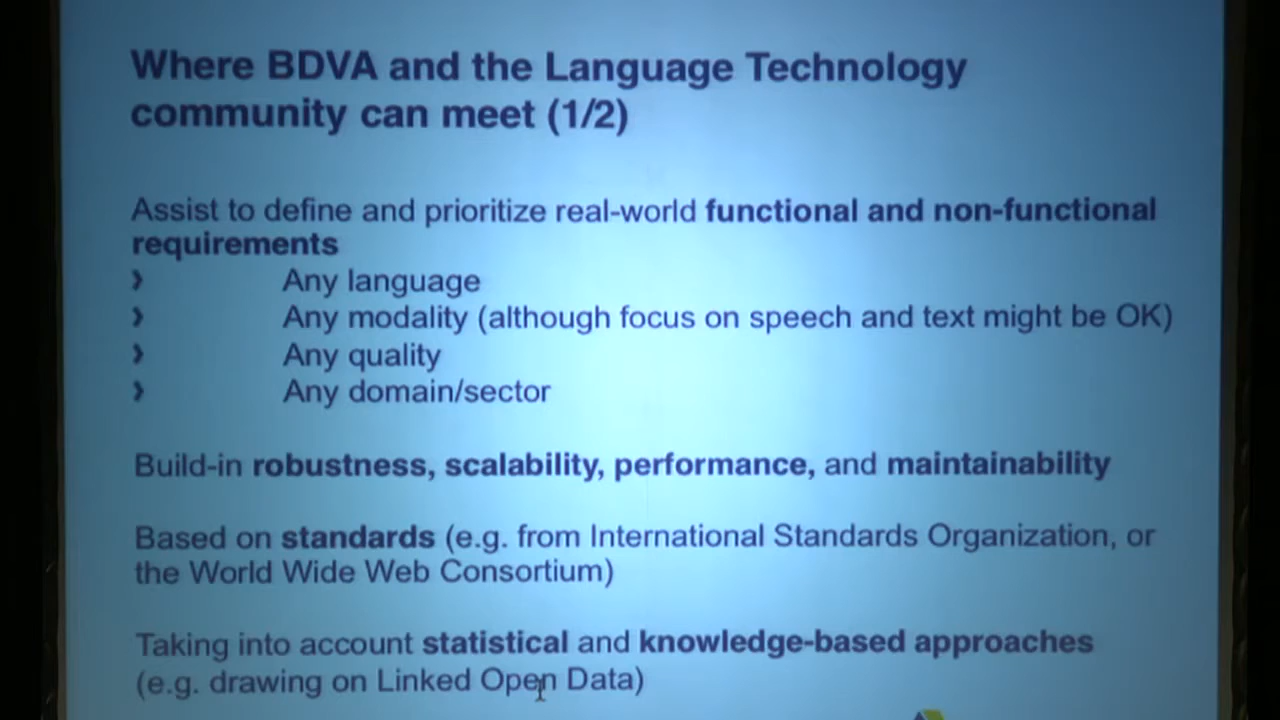 Where BDVA and the Language Technology
community can meet (1/2)
Assist to define and prioritize real-world functional and non-functional
requirements
› Any language
› Any modality (although focus on speech and text might be OK)
› Any quality
› Any domain/sector
Build-in robustness, scalability, performance, and maintainability
Based on standards (e.g. from International Standards Organization, or
the World Wide Web Consortium)
Taking into account statistical and knowledge-based approaches
(e.g. drawing on Linked Open Data)